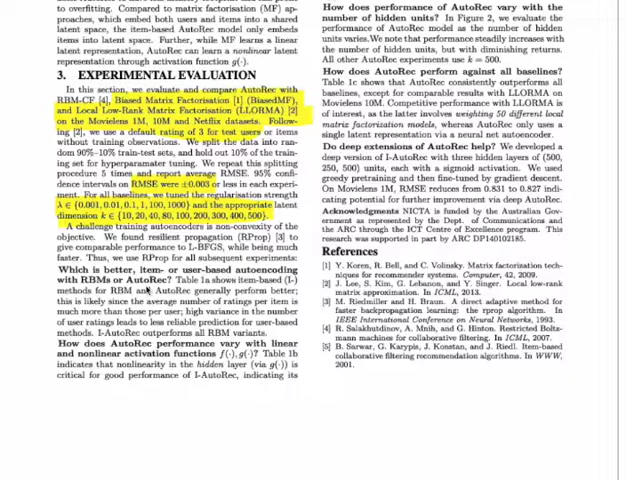 to overfitting. Compared to matrix factorisation (MF) ap-
proaches, which embed both users and items into a shared
latent space, the item-based AutoRec model only embeds
items into latent space. Further, while MF learns a linear
latent representation, AutoRec can learn a nonlinear latent
representation through activation function g(·).
3. EXPERIMENTAL EVALUATION
In this section, we evaluate and compare AutoRec with
RBM-CF [4], Biased Matrix Factorisation [1] (BiasedMF),
and Local Low-Rank Matrix Factorisation (LLORMA) [2]
on the Movielens 1M, 10M and Netflix datasets. Follow-
ing [2], we use a default rating of 3 for test users or items
without training observations. We split the data into ran-
dom 90%-10% train-test sets, and hold out 10% of the train-
ing set for hyperparamater tuning. We repeat this splitting
procedure 5 times and report average RMSE. 95% confi-
dence intervals on RMSE were ±0.003 or less in each experi-
ment. For all baselines, we tuned the regularisation strength
λ ∈ {0.001, 0.01, 0.1, 1, 100, 1000} and the appropriate latent
dimension k ∈ {10, 20, 40, 80, 100, 200, 300, 400, 500}.
A challenge training autoencoders is non-convexity of the
objective. We found resilient propagation (RProp) [3] to
give comparable performance to L-BFGS, while being much
faster. Thus, we use RProp for all subsequent experiments:
Which is better, item- or user-based autoencoding
with RBMs or AutoRec? Table 1a shows item-based (I-)
methods for RBM and AutoRec generally perform better;
this is likely since the average number of ratings per item is
much more than those per user; high variance in the number
of user ratings leads to less reliable prediction for user-based
methods. I-AutoRec outperforms all RBM variants.
How does AutoRec performance vary with linear
and nonlinear activation functions f(·), g(·)? Table 1b
indicates that nonlinearity in the hidden layer (via g(·)) is
critical for good performance of I-AutoRec, indicating its
How does performance of AutoRec vary with the
number of hidden units? In Figure 2, we evaluate the
performance of AutoRec model as the number of hidden
units varies. We note that performance steadily increases with
the number of hidden units, but with diminishing returns.
All other AutoRec experiments use k = 500.
How does AutoRec perform against all baselines?
Table 1c shows that AutoRec consistently outperforms all
baselines, except for comparable results with LLORMA on
Movielens 10M. Competitive performance with LLORMA is
of interest, as the latter involves weighting 50 different local
matrix factorization models, whereas AutoRec only uses a
single latent representation via a neural net autoencoder.
Do deep extensions of AutoRec help? We developed a
deep version of I-AutoRec with three hidden layers of (500,
250, 500) units, each with a sigmoid activation. We used
greedy pretraining and then fine-tuned by gradient descent.
On Movielens 1M, RMSE reduces from 0.831 to 0.827 indi-
cating potential for further improvement via deep AutoRec.
Acknowledgments NICTA is funded by the Australian Gov-
ernment as represented by the Dept. of Communications and
the ARC through the ICT Centre of Excellence program. This
research was supported in part by ARC DP140102185.
References
[1] Y. Koren, R. Bell, and C. Volinsky. Matrix factorization tech-
niques for recommender systems. Computer, 42, 2009.
[2] J. Lee, S. Kim, G. Lebanon, and Y. Singer. Local low-rank
matrix approximation. In ICML, 2013.
[3] M. Riedmiller and H. Braun. A direct adaptive method for
faster backpropagation learning: the rprop algorithm. In
IEEE International Conference on Neural Networks, 1993.
[4] R. Salakhutdinov, A. Mnih, and G. Hinton. Restricted Boltz-
mann machines for collaborative filtering. In ICML, 2007.
[5] B. Sarwar, G. Karypis, J. Konstan, and J. Riedl. Item-based
collaborative filtering recommendation algorithms. In WWW,
2001.